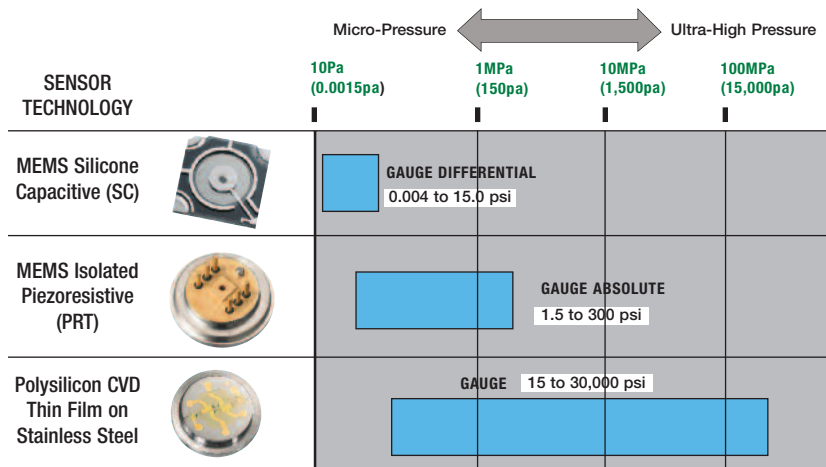 Micro-Pressure
Ultra-High Pressure
SENSOR
TECHNOLOGY
10Pa
(0.0015pa)
1MPa
(150pa)
10MPa
(1,500pa)
100MPa
(15,000pa)
MEMS Silicone
Capacitive (SC)
GAUGE DIFFERENTIAL
0.004 to 15.0 psi
MEMS Isolated
Piezoresistive
(PRT)
GAUGE ABSOLUTE
1.5 to 300 psi
Polysilicon CVD
Thin Film on
Stainless Steel
GAUGE 15 to 30,000 psi